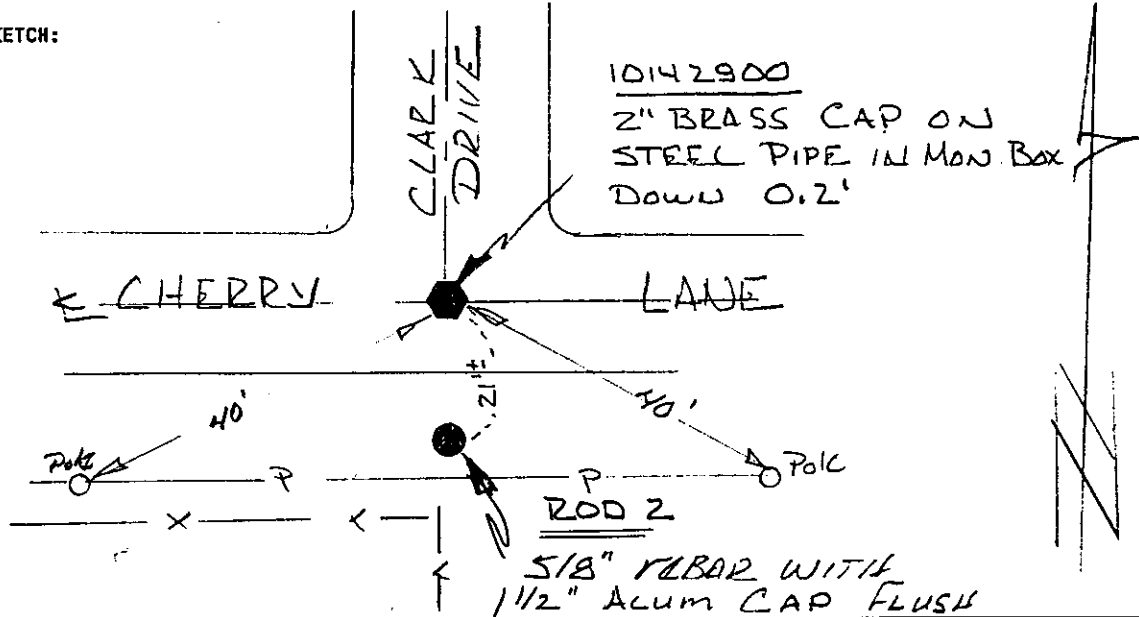 KETCH:
CLARK
DRIVE
10142900
2" BRASS CAP ON
STEEL PIPE IN MON. BOX
DOWN 0.2'
CHERRY LANE
21'±
40'
40'
Pole
P
P
Pole
X
ROD 2
5/8" REBAR WITH
1 1/2" ALUM CAP FLUSH
N